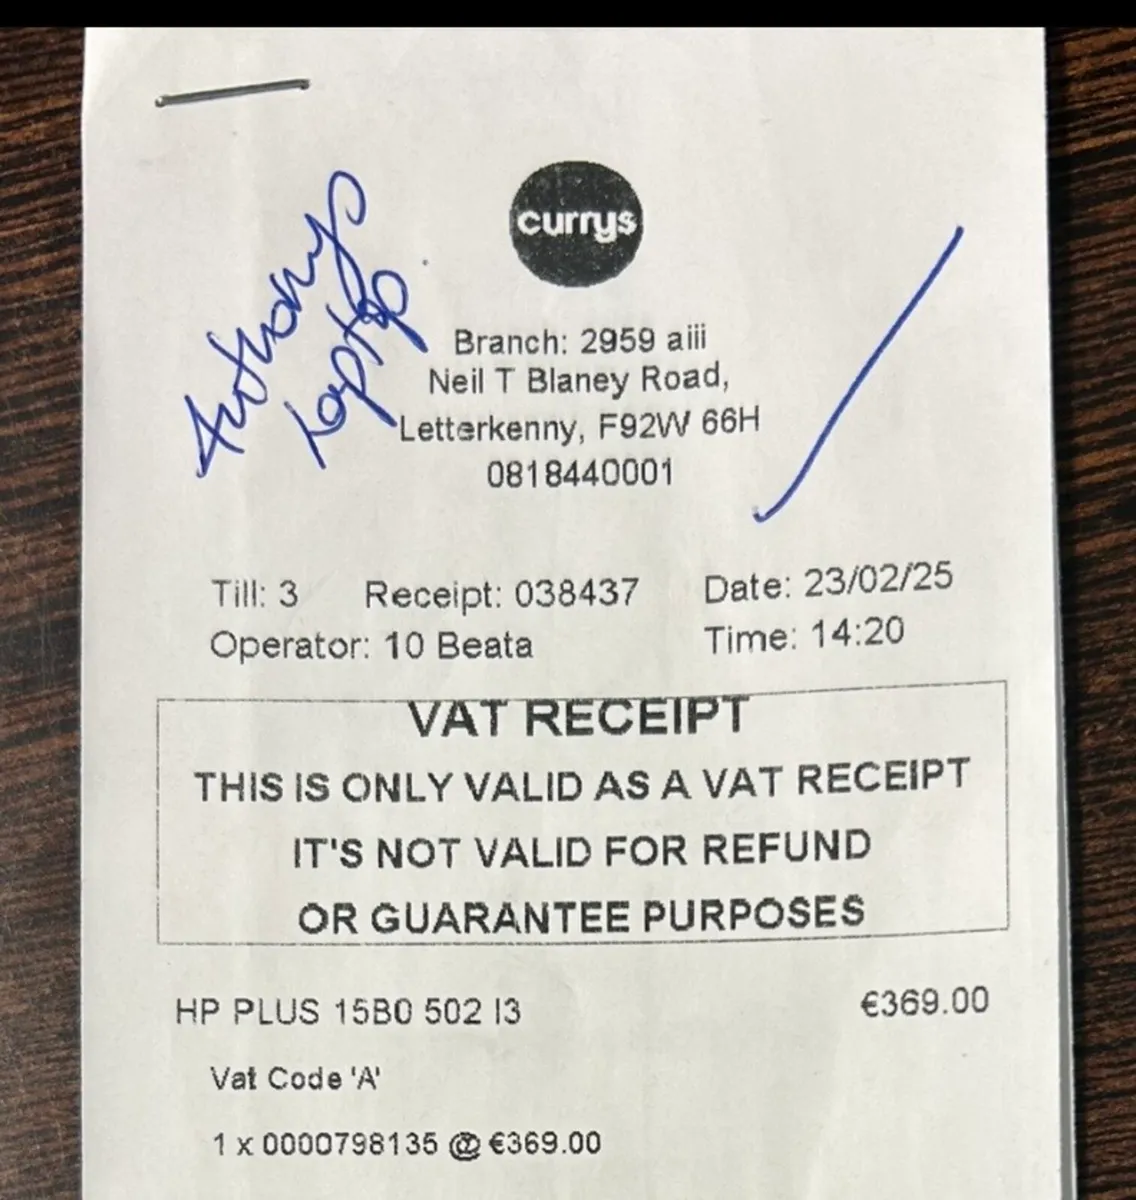 Anthonys
Laptop
currys
Branch: 2959 aiii
Neil T Blaney Road,
Letterkenny, F92W 66H
0818440001
Till: 3 Receipt: 038437 Date: 23/02/25
Operator: 10 Beata Time: 14:20
VAT RECEIPT
THIS IS ONLY VALID AS A VAT RECEIPT
IT'S NOT VALID FOR REFUND
OR GUARANTEE PURPOSES
HP PLUS 15B0 502 I3 €369.00
Vat Code 'A'
1 x 0000798135 @ €369.00